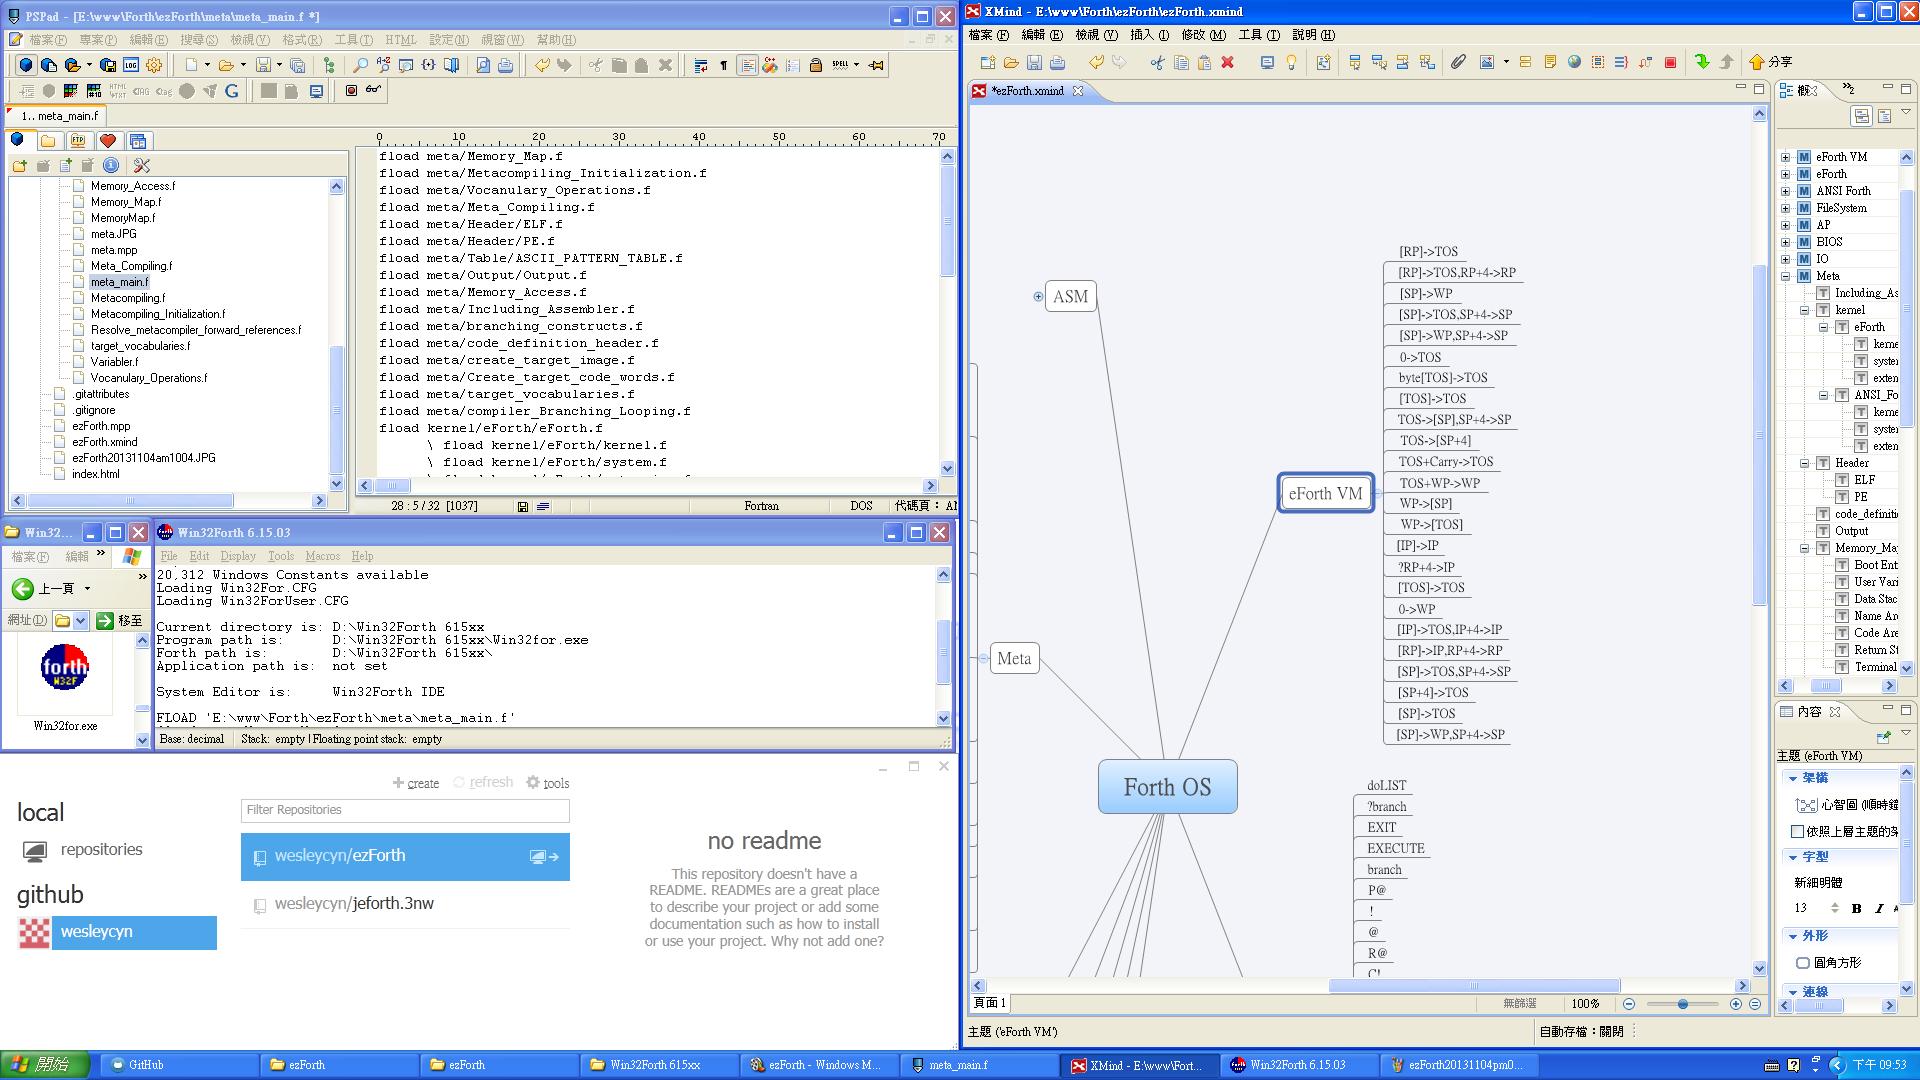 PSPad - [E:\www\Forth\ezForth\meta\meta_main.f *]
檔案(F) 專案(P) 編輯(E) 搜尋(S) 檢視(V) 格式(R) 工具(T) HTML 設定(N) 視窗(W) 幫助(H)
1.. meta_main.f
Memory_Access.f
Memory_Map.f
MemoryMap.f
meta.JPG
meta.mpp
Meta_Compiling.f
meta_main.f
Metacompiling.f
Metacompiling_Initialization.f
Resolve_metacompiler_forward_references.f
target_vocabularies.f
Variabler.f
Vocanulary_Operations.f
.gitattributes
.gitignore
ezForth.mpp
ezForth.xmind
ezForth20131104am1004.JPG
index.html
0 10 20 30 40 50 60 70
fload meta/Memory_Map.f
fload meta/Metacompiling_Initialization.f
fload meta/Vocanulary_Operations.f
fload meta/Meta_Compiling.f
fload meta/Header/ELF.f
fload meta/Header/PE.f
fload meta/Table/ASCII_PATTERN_TABLE.f
fload meta/Output/Output.f
fload meta/Memory_Access.f
fload meta/Including_Assembler.f
fload meta/branching_constructs.f
fload meta/code_definition_header.f
fload meta/create_target_image.f
fload meta/Create_target_code_words.f
fload meta/target_vocabularies.f
fload meta/compiler_Branching_Looping.f
fload kernel/eForth/eForth.f
\ fload kernel/eForth/kernel.f
\ fload kernel/eForth/system.f
28 : 5 / 32 [1037] Fortran DOS 代碼頁：
Win32...
檔案(F) 編輯
上一頁
網址(D) 移至
Win32for.exe
Win32Forth 6.15.03
File Edit Display Tools Macros Help
20,312 Windows Constants available
Loading Win32For.CFG
Loading Win32ForUser.CFG
Current directory is: D:\Win32Forth 615xx
Program path is: D:\Win32Forth 615xx\Win32for.exe
Forth path is: D:\Win32Forth 615xx\
Application path is: not set
System Editor is: Win32Forth IDE
FLOAD 'E:\www\Forth\ezForth\meta\meta_main.f'
Base: decimal Stack: empty | Floating point stack: empty
create refresh tools
local
repositories
github
wesleycyn
Filter Repositories
wesleycyn/ezForth
wesleycyn/jeforth.3nw
no readme
This repository doesn't have a
README. READMEs are a great place
to describe your project or add some
documentation such as how to install
or use your project. Why not add one?
XMind - E:\www\Forth\ezForth\ezForth.xmind
檔案(F) 編輯(E) 檢視(V) 插入(I) 修改(M) 工具(T) 說明(H)
分享
*ezForth.xmind
ASM
Meta
Forth OS
eForth VM
[RP]->TOS
[RP]->TOS,RP+4->RP
[SP]->WP
[SP]->TOS,SP+4->SP
[SP]->WP,SP+4->SP
0->TOS
byte[TOS]->TOS
[TOS]->TOS
TOS->[SP],SP+4->SP
TOS->[SP+4]
TOS+Carry->TOS
TOS+WP->WP
WP->[SP]
WP->[TOS]
[IP]->IP
?RP+4->IP
[TOS]->TOS
0->WP
[IP]->TOS,IP+4->IP
[RP]->IP,RP+4->RP
[SP]->TOS,SP+4->SP
[SP+4]->TOS
[SP]->TOS
[SP]->WP,SP+4->SP
doLIST
?branch
EXIT
EXECUTE
branch
P@
!
@
R@
C!
頁面 1 無篩選 100%
主題 ('eForth VM') 自動存檔：關閉
概
eForth VM
eForth
ANSI Forth
FileSystem
AP
BIOS
IO
Meta
Including_As
kernel
eForth
kerne
system
exten
ANSI_Fo
kerne
system
exten
Header
ELF
PE
code_definiti
Output
Memory_Ma
Boot Ent
User Vari
Data Stac
Name Are
Code Are
Return St
Terminal
內容
主題 (eForth VM)
架構
心智圖 (順時鐘
依照上層主題的架
字型
新細明體
13 B I
外形
圓角方形
連線
開始 GitHub ezForth ezForth Win32Forth 615xx ezForth - Windows M... meta_main.f XMind - E:\www\Fort... Win32Forth 6.15.03 ezForth20131104pm0... 下午 09:53